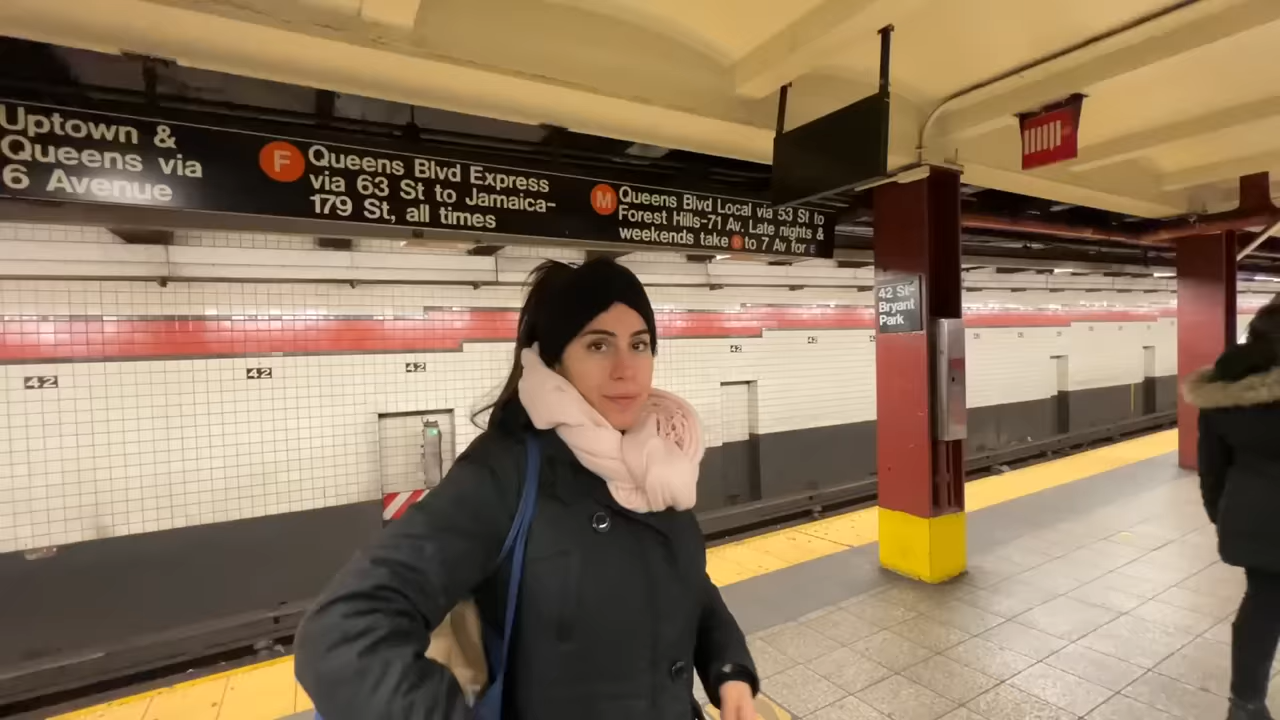 Uptown &
Queens via
6 Avenue
F
Queens Blvd Express
via 63 St to Jamaica-
179 St, all times
M
Queens Blvd Local via 53 St to
Forest Hills-71 Av. Late nights &
weekends take D to 7 Av for E
42 St-
Bryant
Park
42
42
42
42
42